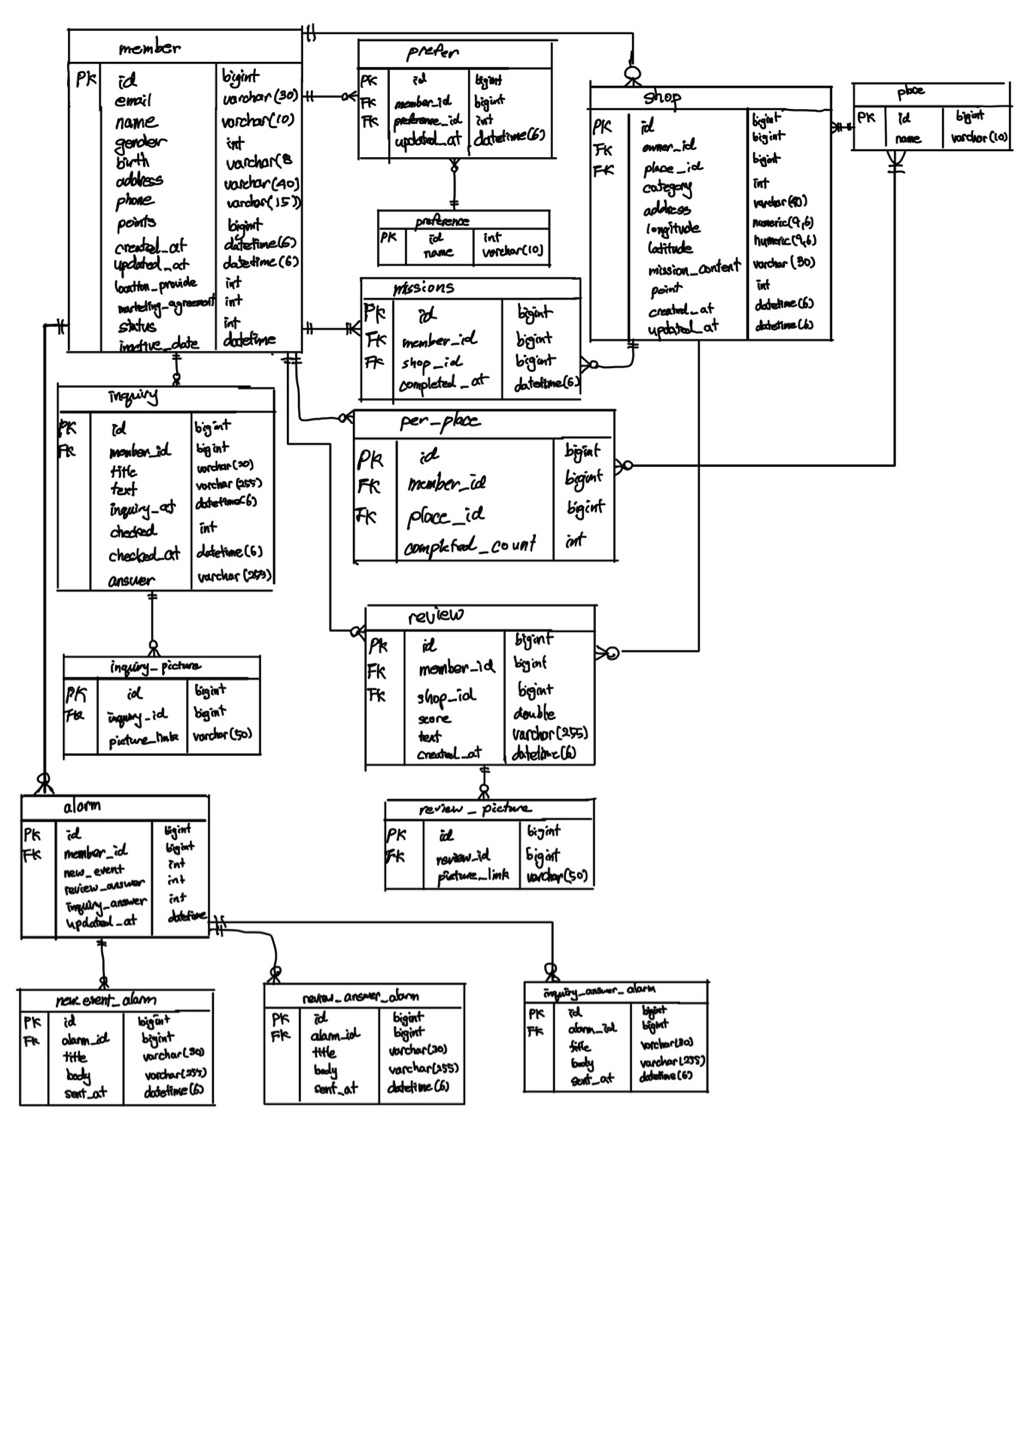 member
PK id bigint
email varchar(30)
name varchar(10)
gender int
birth varchar(8
address varchar(40)
phone varchar(15))
points bigint
created_at datetime(6)
updated_at datetime(6)
location_provide int
marketing_agreement int
status int
inactive_date datetime
prefer
PK id bigint
FK member_id bigint
FK preference_id int
updated_at datetime(6)
preference
PK id int
name varchar(10)
shop
PK id bigint
FK owner_id bigint
FK place_id bigint
category int
address varchar(40)
longitude numeric(9,6)
latitude numeric(9,6)
mission_content varchar(30)
point int
created_at datetime(6)
updated_at datetime(6)
place
PK id bigint
name varchar(10)
missions
PK id bigint
FK member_id bigint
FK shop_id bigint
completed_at datetime(6)
inquiry
PK id bigint
FK member_id bigint
title varchar(30)
text varchar(255)
inquiry_at datetime(6)
checked int
checked_at datetime(6)
answer varchar(255)
per_place
PK id bigint
FK member_id bigint
FK place_id bigint
completed_count int
review
PK id bigint
FK member_id bigint
FK shop_id bigint
score double
text varchar(255)
created_at datetime(6)
inquiry_picture
PK id bigint
FK inquiry_id bigint
picture_link varchar(50)
review_picture
PK id bigint
FK review_id bigint
picture_link varchar(50)
alarm
PK id bigint
FK member_id bigint
new_event int
review_answer int
inquiry_answer int
updated_at datetime
new_event_alarm
PK id bigint
FK alarm_id bigint
title varchar(30)
body varchar(255)
sent_at datetime(6)
review_answer_alarm
PK id bigint
FK alarm_id bigint
title varchar(30)
body varchar(255)
sent_at datetime(6)
inquiry_answer_alarm
PK id bigint
FK alarm_id bigint
title varchar(30)
body varchar(255)
sent_at datetime(6)